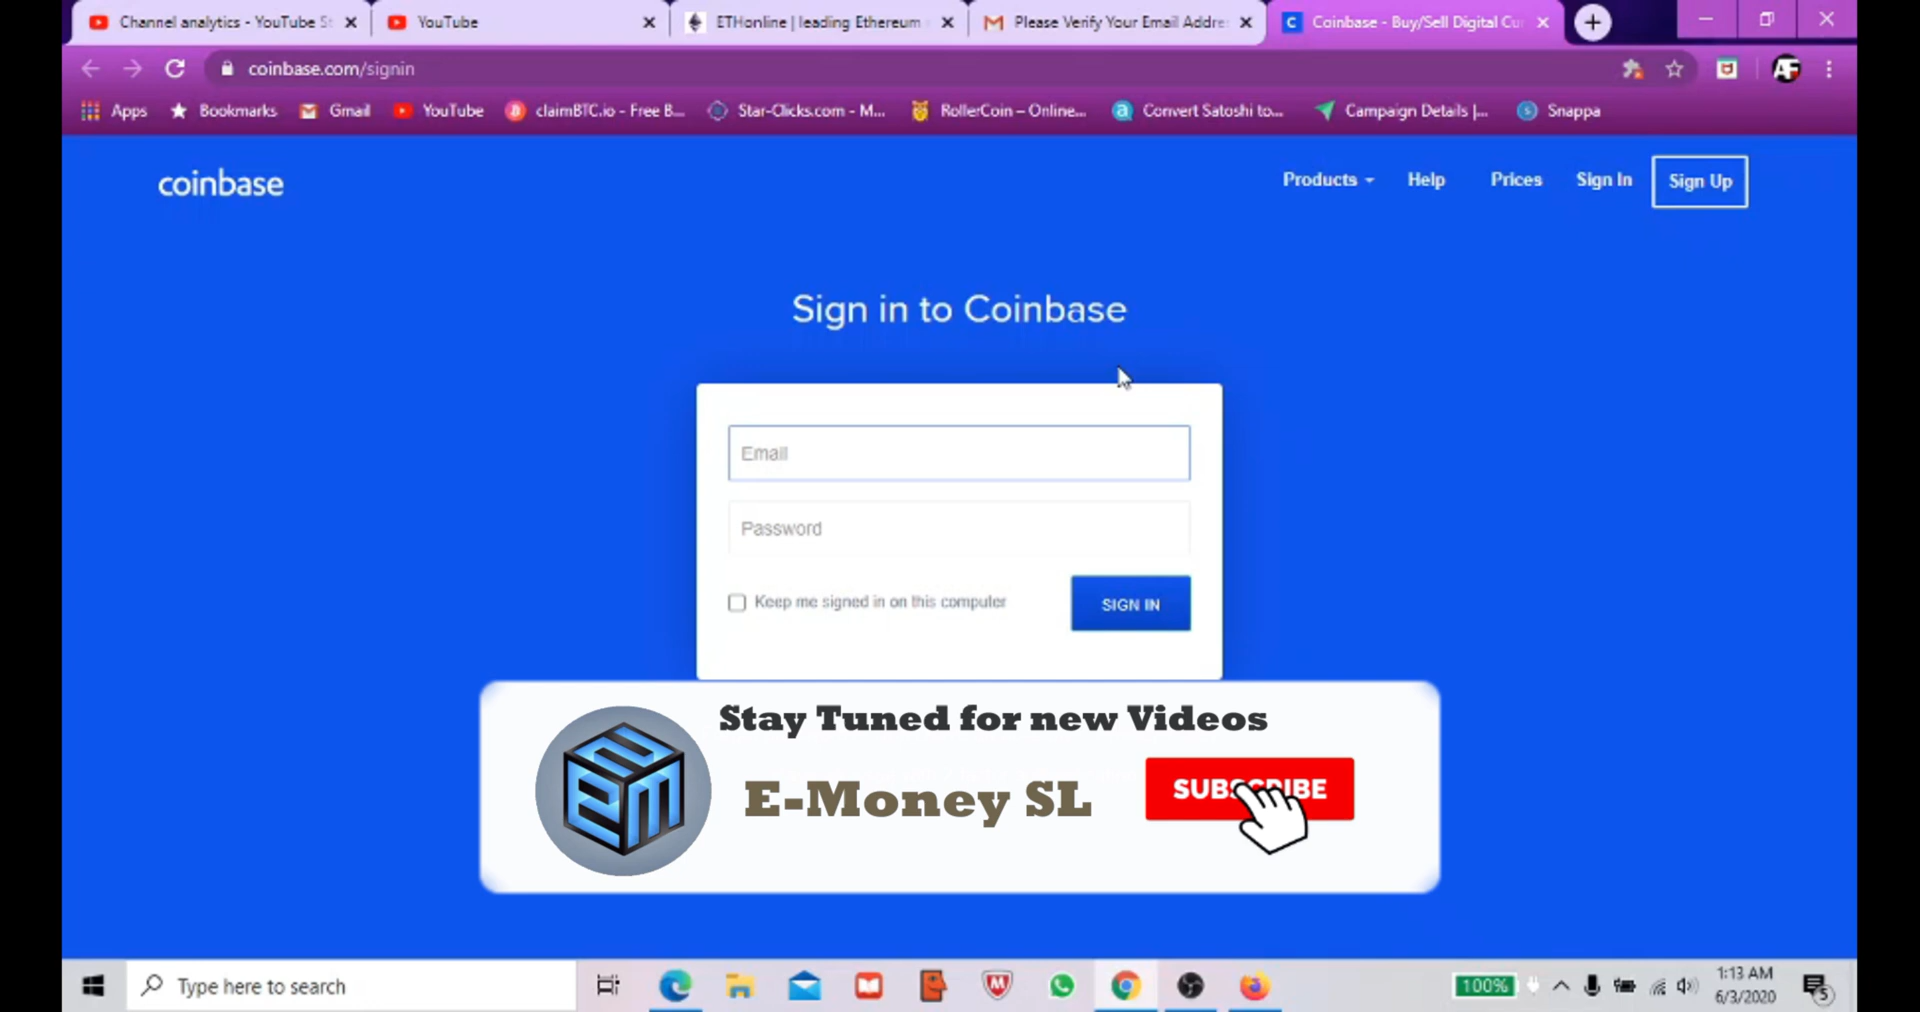 Channel analytics - YouTube St
YouTube
ETHonline | leading Ethereum
Please Verify Your Email Addre
Coinbase - Buy/Sell Digital Cu
coinbase.com/signin
AF
Apps
Bookmarks
Gmail
YouTube
claimBTC.io - Free B...
Star-Clicks.com - M...
RollerCoin – Online...
Convert Satoshi to...
Campaign Details |...
Snappa
coinbase
Products
Help
Prices
Sign In
Sign Up
Sign in to Coinbase
Email
Password
Keep me signed in on this computer
SIGN IN
Stay Tuned for new Videos
E-Money SL
SUBSCRIBE
Type here to search
100%
1:13 AM
6/3/2020
5